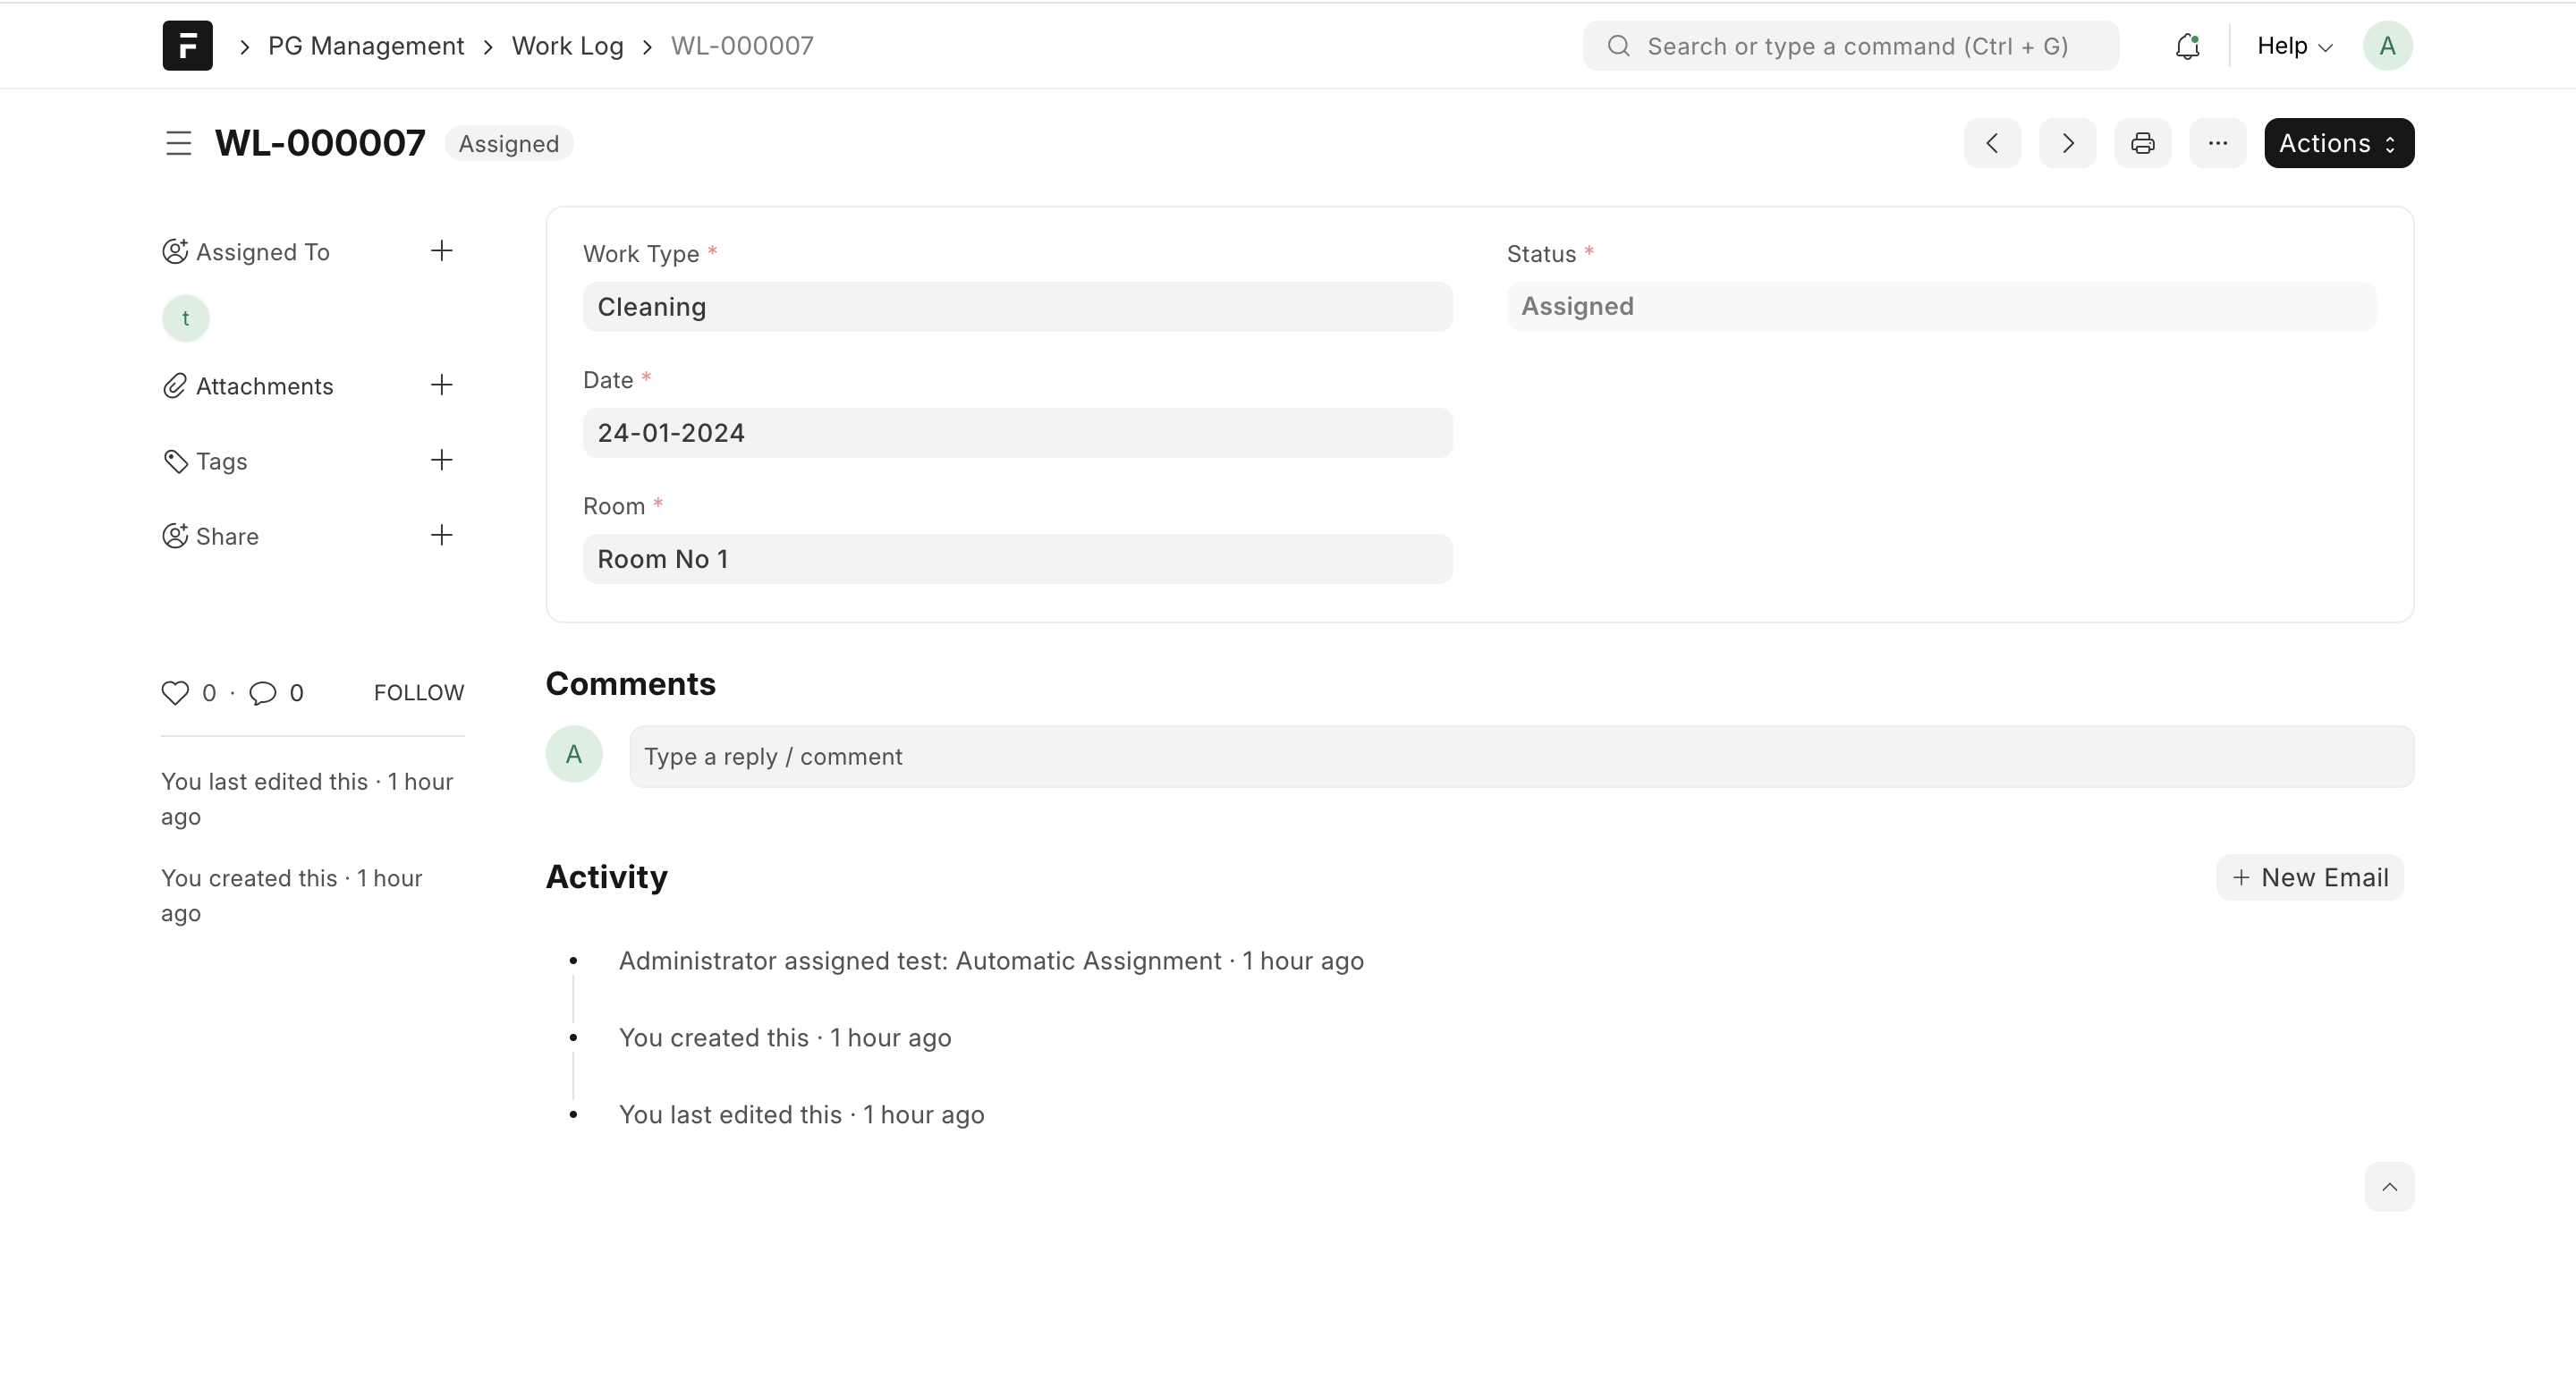 PG Management
Work Log
WL-000007
Search or type a command (Ctrl + G)
Help
A
WL-000007
Assigned
Actions
Assigned To
t
Attachments
Tags
Share
0 · 0
FOLLOW
You last edited this · 1 hour
ago
You created this · 1 hour
ago
Work Type *
Cleaning
Date *
24-01-2024
Room *
Room No 1
Status *
Assigned
Comments
A
Type a reply / comment
Activity
+ New Email
Administrator assigned test: Automatic Assignment · 1 hour ago
You created this · 1 hour ago
You last edited this · 1 hour ago